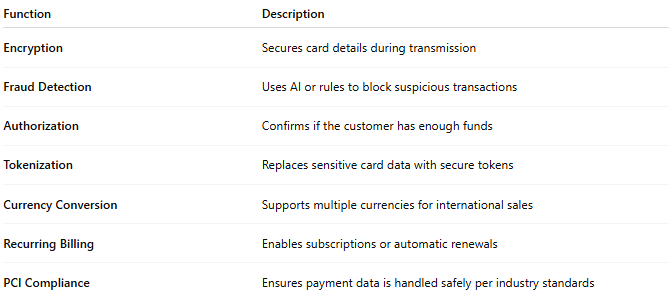 Function Description
Encryption Secures card details during transmission
Fraud Detection Uses AI or rules to block suspicious transactions
Authorization Confirms if the customer has enough funds
Tokenization Replaces sensitive card data with secure tokens
Currency Conversion Supports multiple currencies for international sales
Recurring Billing Enables subscriptions or automatic renewals
PCI Compliance Ensures payment data is handled safely per industry standards